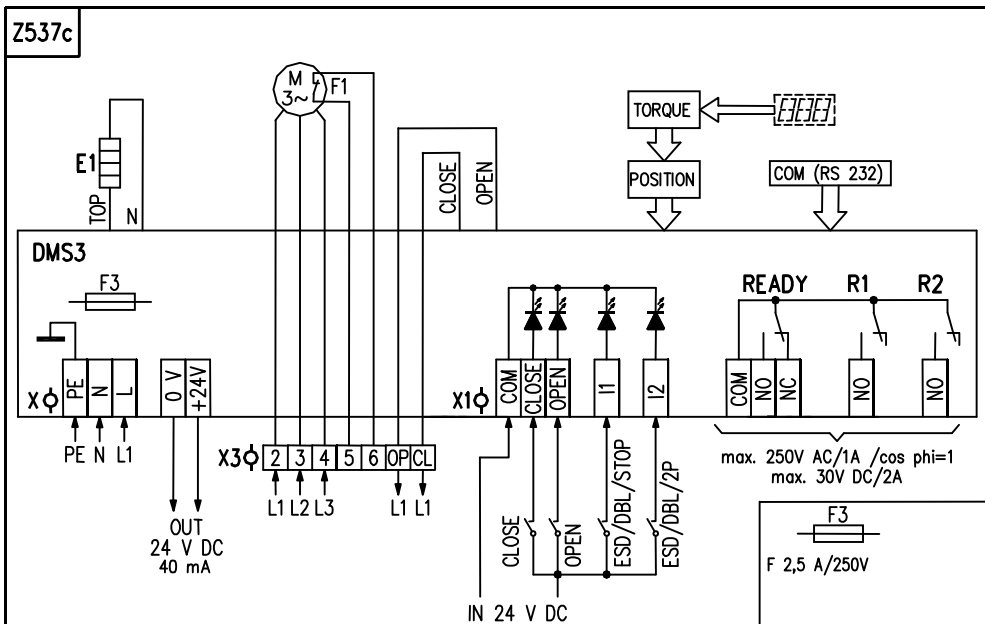 Z537c
M
3~
F1
E1
TOP
N
CLOSE
OPEN
TORQUE
POSITION
COM (RS 232)
DMS3
F3
READY
R1
R2
X
PE
N
L
0 V
+24V
X1
COM
CLOSE
OPEN
I1
I2
COM
NO
NC
NO
NO
PE N L1
X3
2 3 4 5 6 OP CL
L1 L2 L3
L1 L1
OUT
24 V DC
40 mA
CLOSE
OPEN
ESD/DBL/STOP
ESD/DBL/2P
IN 24 V DC
max. 250V AC/1A /cos phi=1
max. 30V DC/2A
F3
F 2,5 A/250V